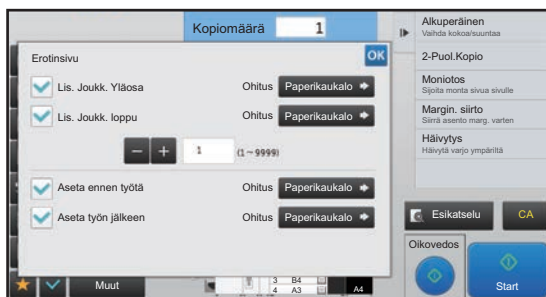 Kopiomäärä 1
Erotinsivu OK
Lis. Joukk. Yläosa Ohitus Paperikaukalo
Lis. Joukk. loppu Ohitus Paperikaukalo
1 (1~9999)
Aseta ennen työtä Ohitus Paperikaukalo
Aseta työn jälkeen Ohitus Paperikaukalo
Muut
3 B4
4 A3
A4
Alkuperäinen
Vaihda kokoa/suuntaa
2-Puol.Kopio
Moniotos
Sijoita monta sivua sivulle
Margin. siirto
Siirrä asento marg. varten
Häivytys
Häivytä varjo ympäriltä
Esikatselu CA
Oikovedos
Start